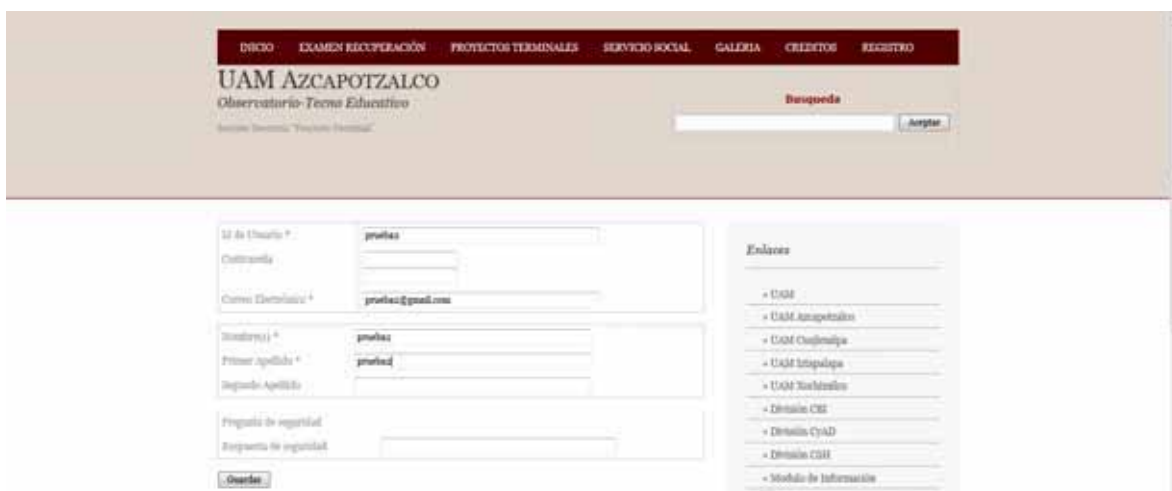 INICIO EXAMEN RECUPERACIÓN PROYECTOS TERMINALES SERVICIO SOCIAL GALERIA CREDITOS REGISTRO
UAM AZCAPOTZALCO
Observatorio-Tecno Educativo
Busqueda
Aceptar
Id de Usuario *
Contraseña
Correo Electrónico * @gmail.com
Nombre(s) *
Primer Apellido *
Segundo Apellido
Pregunta de seguridad
Respuesta de seguridad
Guardar
Enlaces
» UAM
» UAM Azcapotzalco
» UAM Cuajimalpa
» UAM Iztapalapa
» UAM Xochimilco
» División CBI
» División CyAD
» División CSH
» Modulo de Información